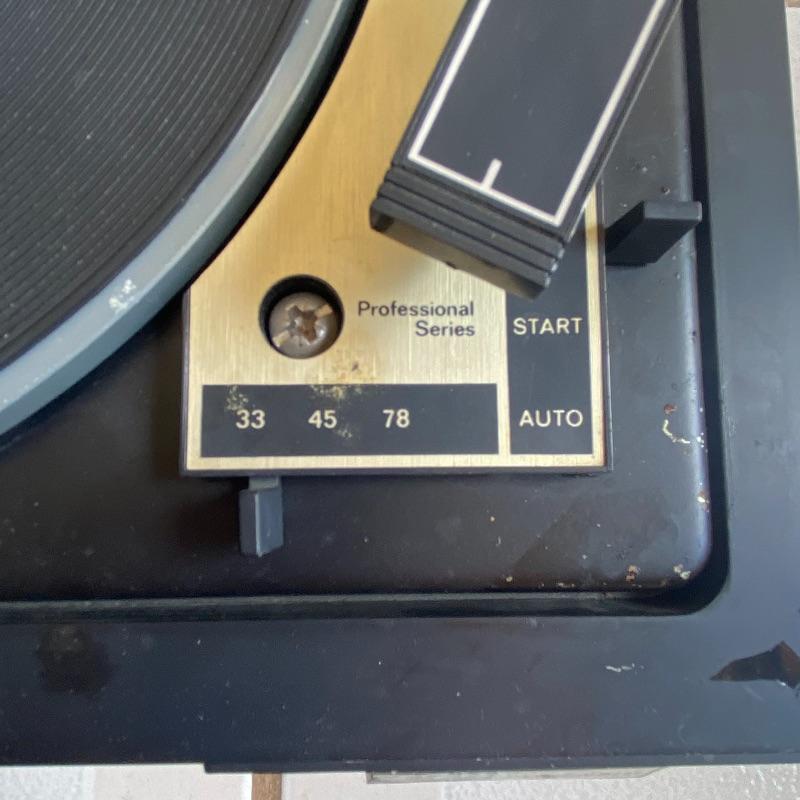 Professional
Series
START
33 45 78
AUTO